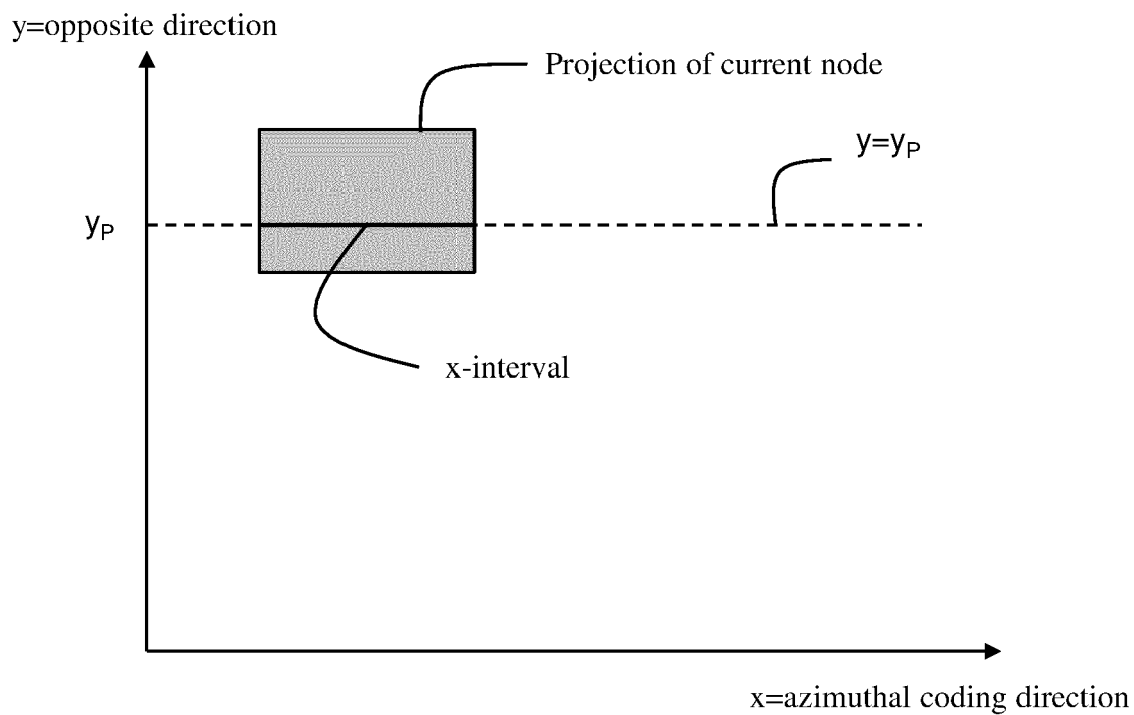 y=opposite direction
Projection of current node
y=yP
yP
x-interval
x=azimuthal coding direction